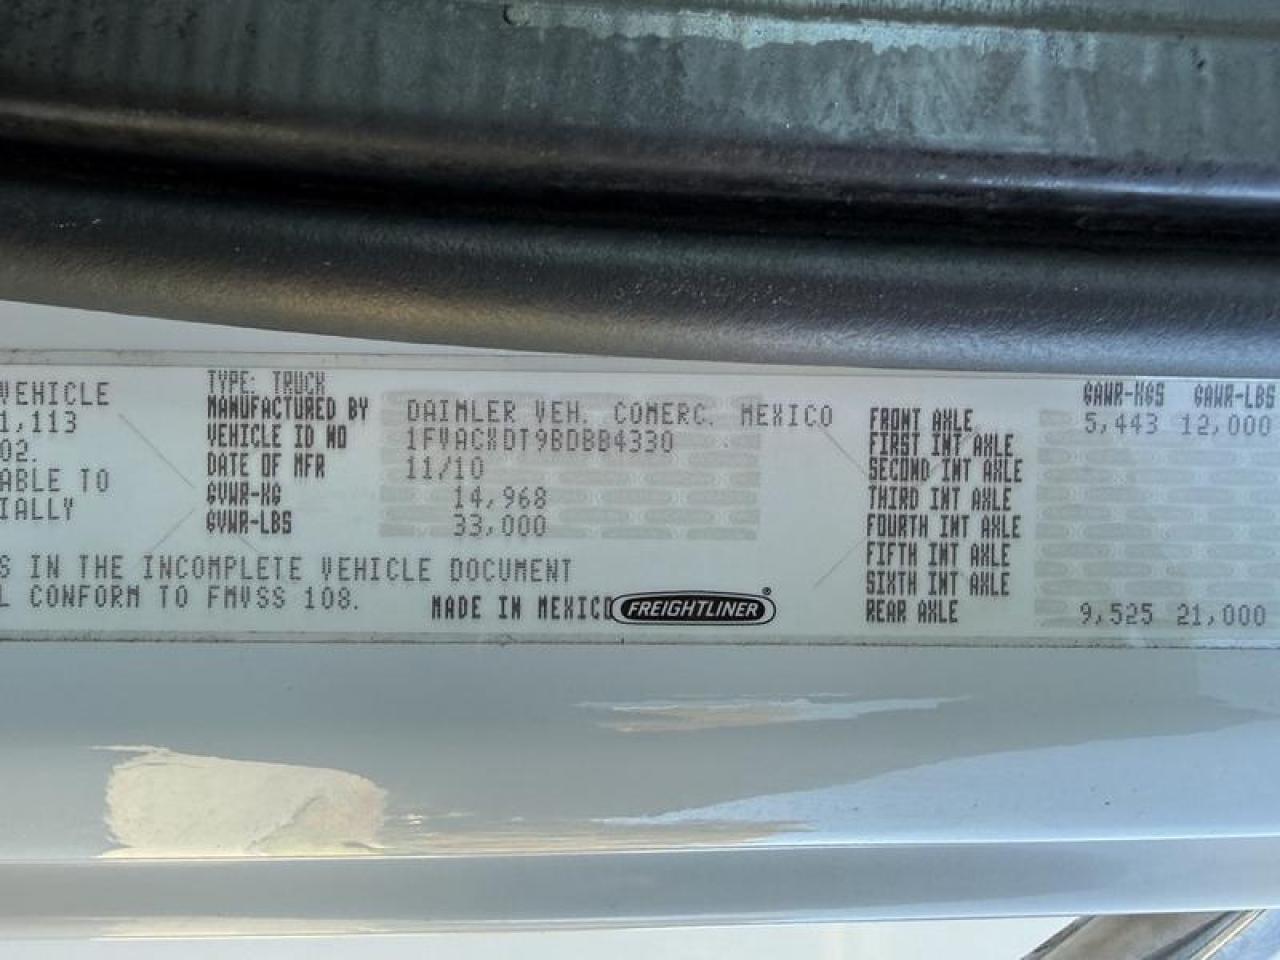 VEHICLE
1,113
02.
ABLE TO
IALLY
S IN THE INCOMPLETE VEHICLE DOCUMENT
L CONFORM TO FMVSS 108.
TYPE: TRUCK
MANUFACTURED BY DAIMLER VEH. COMERC. MEXICO
VEHICLE ID NO 1FVACXDT9BDBB4330
DATE OF MFR 11/10
GVWR-KG 14,968
GVWR-LBS 33,000
MADE IN MEXICO FREIGHTLINER®
GAWR-KGS GAWR-LBS
FRONT AXLE 5,443 12,000
FIRST INT AXLE
SECOND INT AXLE
THIRD INT AXLE
FOURTH INT AXLE
FIFTH INT AXLE
SIXTH INT AXLE
REAR AXLE 9,525 21,000